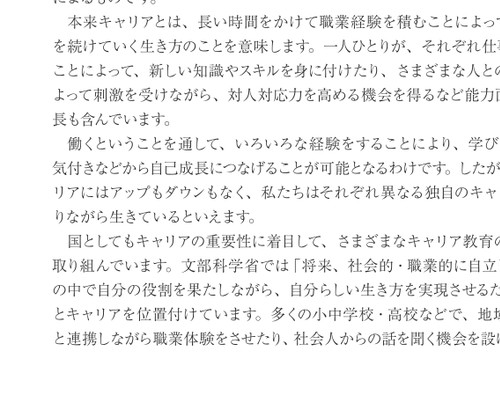 によるものです。
本来キャリアとは、長い時間をかけて職業経験を積むことによって
を続けていく生き方のことを意味します。一人ひとりが、それぞれ仕事
ことによって、新しい知識やスキルを身に付けたり、さまざまな人との
よって刺激を受けながら、対人対応力を高める機会を得るなど能力面
長も含んでいます。
働くということを通して、いろいろな経験をすることにより、学び
気付きなどから自己成長につなげることが可能となるわけです。したが
リアにはアップもダウンもなく、私たちはそれぞれ異なる独自のキャ
りながら生きているといえます。
国としてもキャリアの重要性に着目して、さまざまなキャリア教育の
取り組んでいます。文部科学省では「将来、社会的・職業的に自立
の中で自分の役割を果たしながら、自分らしい生き方を実現させるた
とキャリアを位置付けています。多くの小中学校・高校などで、地域
と連携しながら職業体験をさせたり、社会人からの話を聞く機会を設け